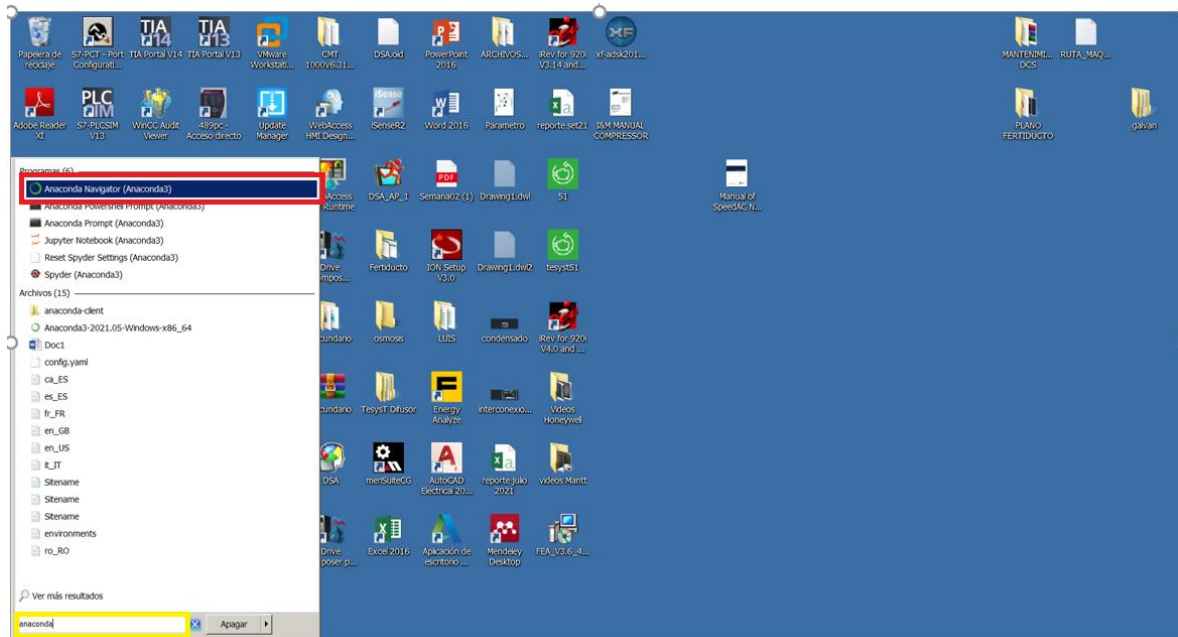 Papelera de reciclaje
S7-PCT - Port Configurati...
TIA Portal V14
TIA Portal V13
VMware Workstati...
CMT 1000v6.31...
DSA.oid
PowerPoint 2016
ARCHIVOS...
iRev for 920i V3.14 and...
xf-adsk201...
MANTENIMI... DCS
RUTA_MAQ...
Adobe Reader XI
S7-PLCSIM V13
WinCC Audit Viewer
489pc - Acceso directo
Update Manager
WebAccess HMI Design...
iSenseR2
Word 2016
Parametro
reporte set21
I&M MANUAL COMPRESSOR
PLANO FERTIDUCTO
galvan
Programas (6)
Anaconda Navigator (Anaconda3)
Anaconda Powershell Prompt (Anaconda3)
Anaconda Prompt (Anaconda3)
Jupyter Notebook (Anaconda3)
Reset Spyder Settings (Anaconda3)
Spyder (Anaconda3)
Archivos (15)
anaconda-client
Anaconda3-2021.05-Windows-x86_64
Doc1
config.yaml
ca_ES
es_ES
fr_FR
en_GB
en_US
it_IT
Sitename
Sitename
Sitename
environments
ro_RO
Ver más resultados
anaconda
Apagar
DSA_AP_1
Semana02 (1)
Drawing1.dwl
51
Manual of SpeedAC N...
Fertiducto
ION Setup V3.0
Drawing1.dwl2
tesyst51
osmosis
LUIS
condensado
iRev for 920i V4.0 and ...
TesysT Difusor
Energy Analyze
interconexio...
Videos Honeywell
DSA
menSuiteCG
AutoCAD Electrical 20...
reporte julio 2021
videos Mantt
Excel 2016
Aplicación de escritorio ...
Mendeley Desktop
FEA_V3.6_4...